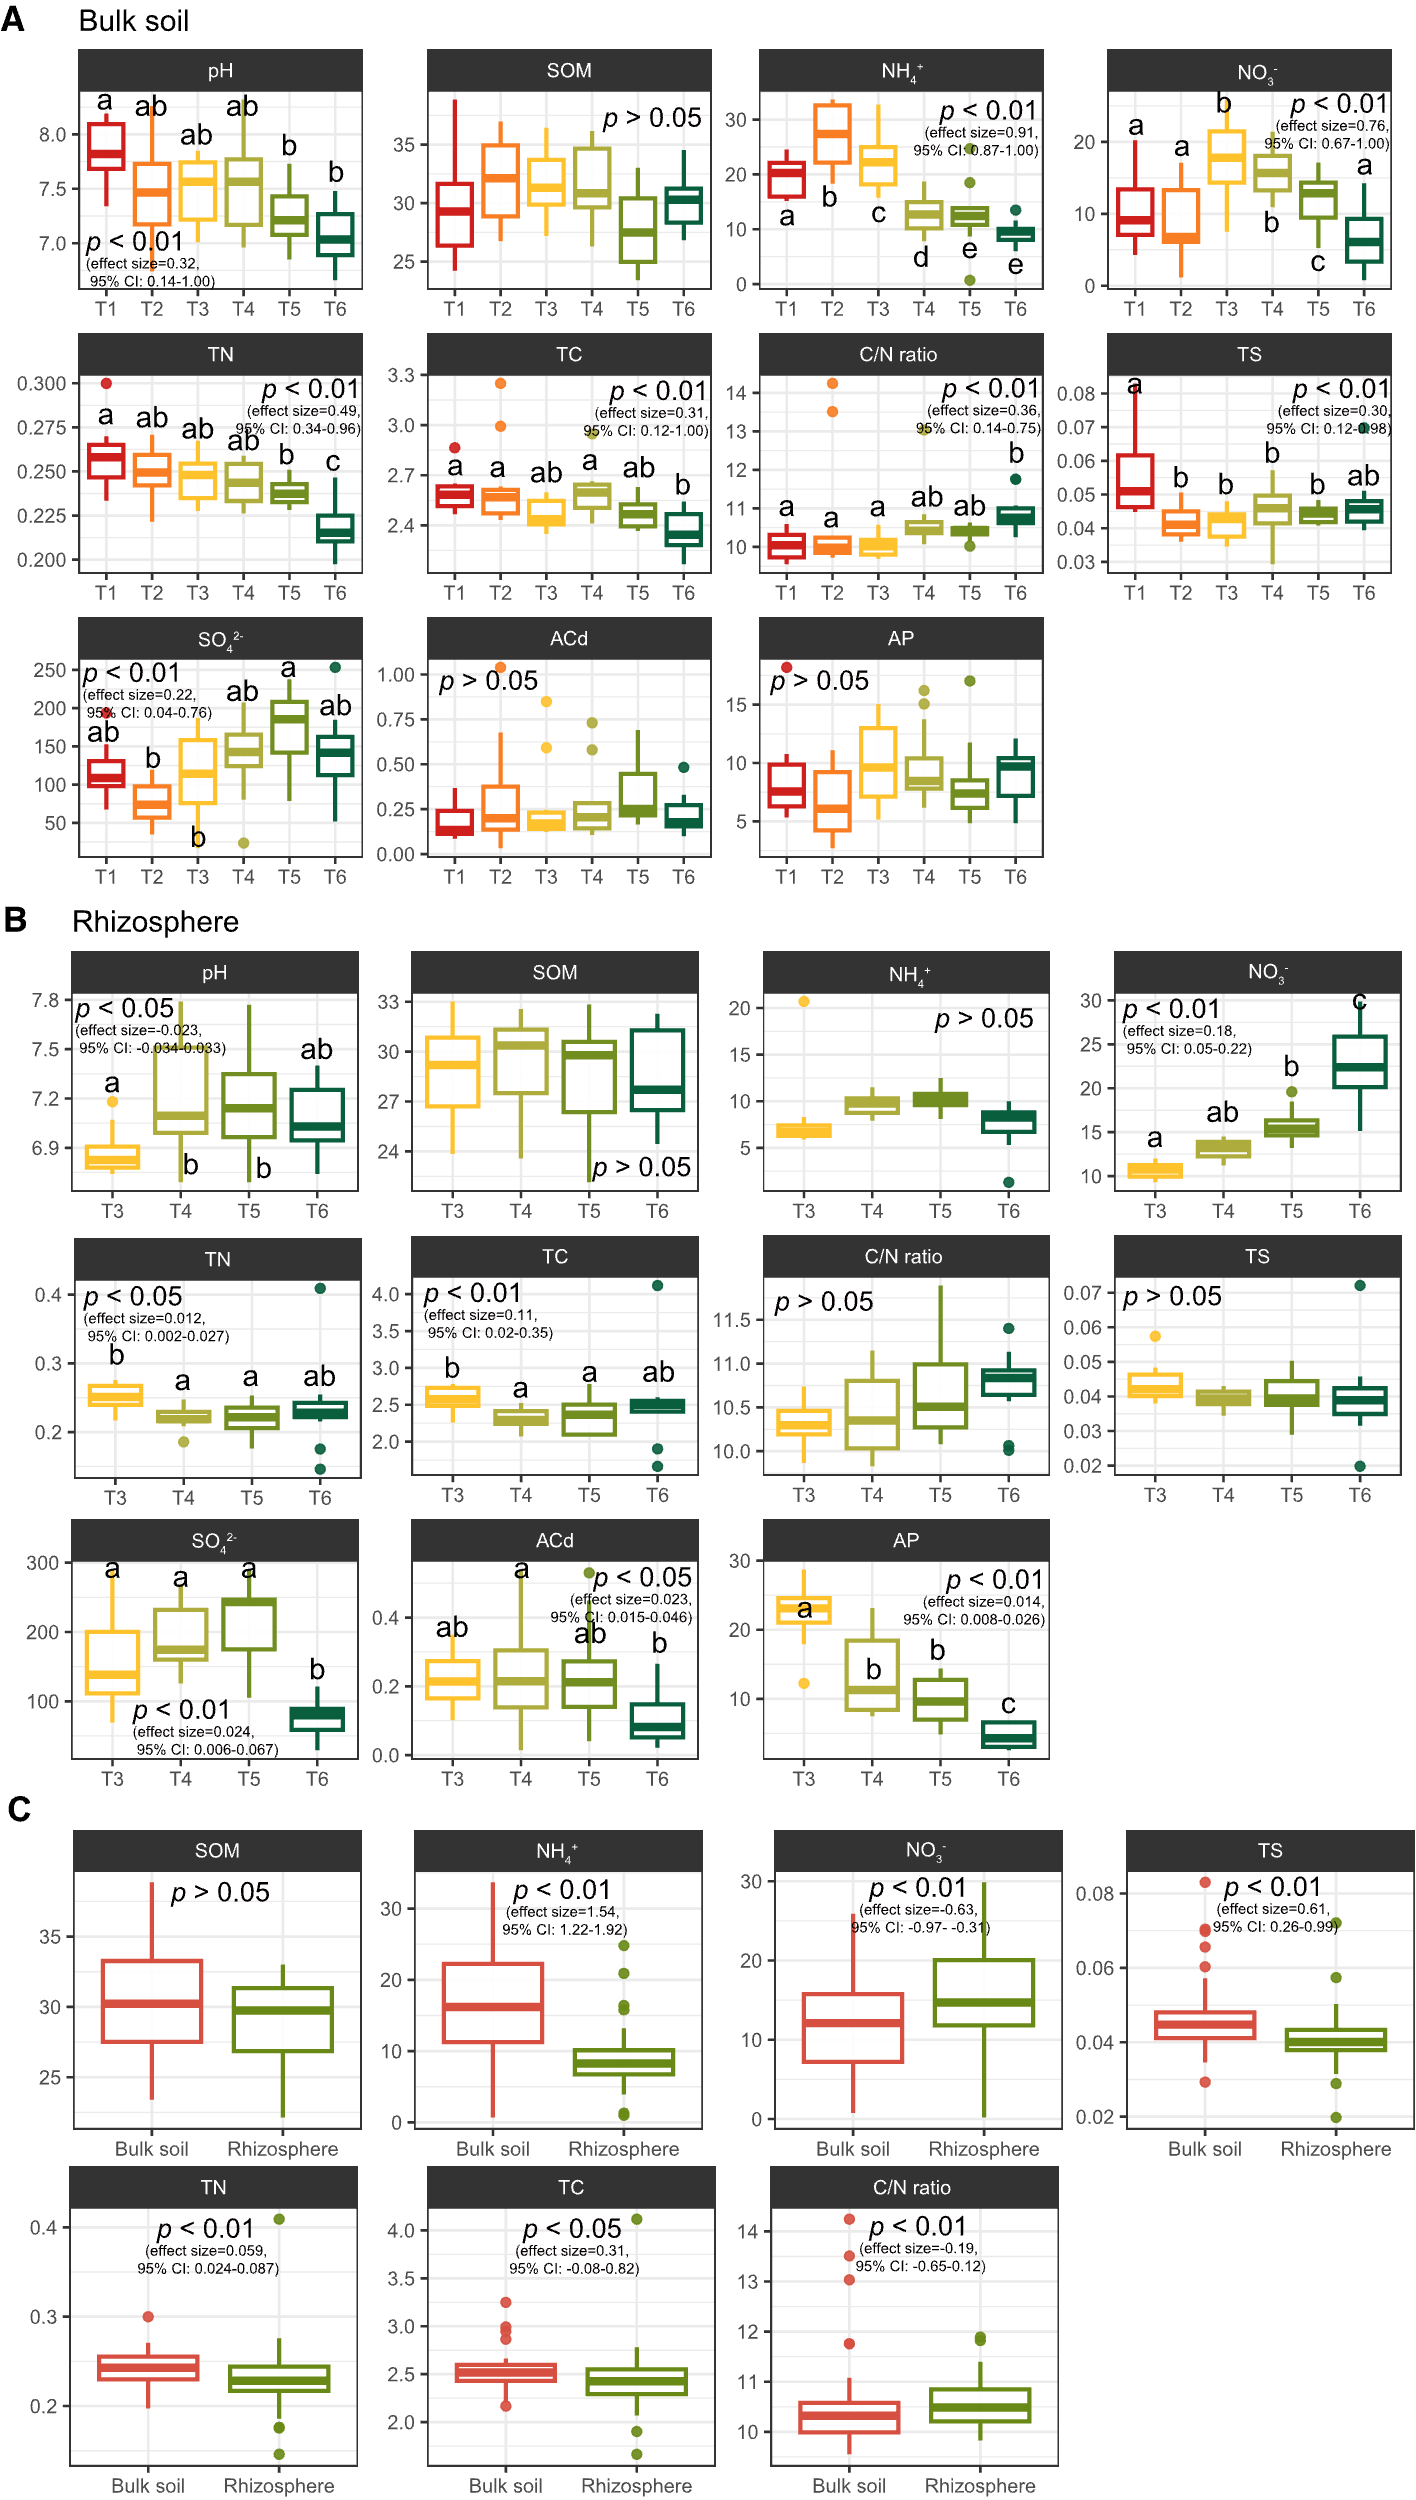 A Bulk soil
pH SOM NH₄⁺ NO₃⁻
8.0 7.5 7.0
a ab ab ab b b
p < 0.01
(effect size=0.32,
95% CI: 0.14-1.00)
T1 T2 T3 T4 T5 T6
35 30 25
p > 0.05
T1 T2 T3 T4 T5 T6
30 20 10 0
p < 0.01
(effect size=0.91,
95% CI: 0.87-1.00)
a b c d e e
T1 T2 T3 T4 T5 T6
20 10 0
p < 0.01
(effect size=0.76,
95% CI: 0.67-1.00)
a a b b c a
T1 T2 T3 T4 T5 T6
TN TC C/N ratio TS
0.300 0.275 0.250 0.225 0.200
p < 0.01
(effect size=0.49,
95% CI: 0.34-0.96)
a ab ab ab b c
T1 T2 T3 T4 T5 T6
3.3 3.0 2.7 2.4
p < 0.01
(effect size=0.31,
95% CI: 0.12-1.00)
a a ab a ab b
T1 T2 T3 T4 T5 T6
14 13 12 11 10
p < 0.01
(effect size=0.36,
95% CI: 0.14-0.75)
a a a ab ab b
T1 T2 T3 T4 T5 T6
0.08 0.07 0.06 0.05 0.04 0.03
p < 0.01
(effect size=0.30,
95% CI: 0.12-0.98)
a b b b b ab
T1 T2 T3 T4 T5 T6
SO₄²⁻ ACd AP
250 200 150 100 50
p < 0.01
(effect size=0.22,
95% CI: 0.04-0.76)
ab b b ab a ab
T1 T2 T3 T4 T5 T6
1.00 0.75 0.50 0.25 0.00
p > 0.05
T1 T2 T3 T4 T5 T6
15 10 5
p > 0.05
T1 T2 T3 T4 T5 T6
B Rhizosphere
pH SOM NH₄⁺ NO₃⁻
7.8 7.5 7.2 6.9
p < 0.05
(effect size=-0.023,
95% CI: -0.034-0.033)
a b b ab
T3 T4 T5 T6
33 30 27 24
p > 0.05
T3 T4 T5 T6
20 15 10 5
p > 0.05
T3 T4 T5 T6
30 25 20 15 10
p < 0.01
(effect size=0.18,
95% CI: 0.05-0.22)
a ab b c
T3 T4 T5 T6
TN TC C/N ratio TS
0.4 0.3 0.2
p < 0.05
(effect size=0.012,
95% CI: 0.002-0.027)
b a a ab
T3 T4 T5 T6
4.0 3.5 3.0 2.5 2.0
p < 0.01
(effect size=0.11,
95% CI: 0.02-0.35)
b a a ab
T3 T4 T5 T6
11.5 11.0 10.5 10.0
p > 0.05
T3 T4 T5 T6
0.07 0.06 0.05 0.04 0.03 0.02
p > 0.05
T3 T4 T5 T6
SO₄²⁻ ACd AP
300 200 100
a a a b
p < 0.01
(effect size=0.024,
95% CI: 0.006-0.067)
T3 T4 T5 T6
0.4 0.2 0.0
p < 0.05
(effect size=0.023,
95% CI: 0.015-0.046)
ab a ab b
T3 T4 T5 T6
30 20 10
p < 0.01
(effect size=0.014,
95% CI: 0.008-0.026)
a b b c
T3 T4 T5 T6
C
SOM NH₄⁺ NO₃⁻ TS
35 30 25
p > 0.05
Bulk soil Rhizosphere
30 20 10 0
p < 0.01
(effect size=1.54,
95% CI: 1.22-1.92)
Bulk soil Rhizosphere
30 20 10 0
p < 0.01
(effect size=-0.63,
95% CI: -0.97- -0.31)
Bulk soil Rhizosphere
0.08 0.06 0.04 0.02
p < 0.01
(effect size=0.61,
95% CI: 0.26-0.99)
Bulk soil Rhizosphere
TN TC C/N ratio
0.4 0.3 0.2
p < 0.01
(effect size=0.059,
95% CI: 0.024-0.087)
Bulk soil Rhizosphere
4.0 3.5 3.0 2.5 2.0
p < 0.05
(effect size=0.31,
95% CI: -0.08-0.82)
Bulk soil Rhizosphere
14 13 12 11 10
p < 0.01
(effect size=-0.19,
95% CI: -0.65-0.12)
Bulk soil Rhizosphere